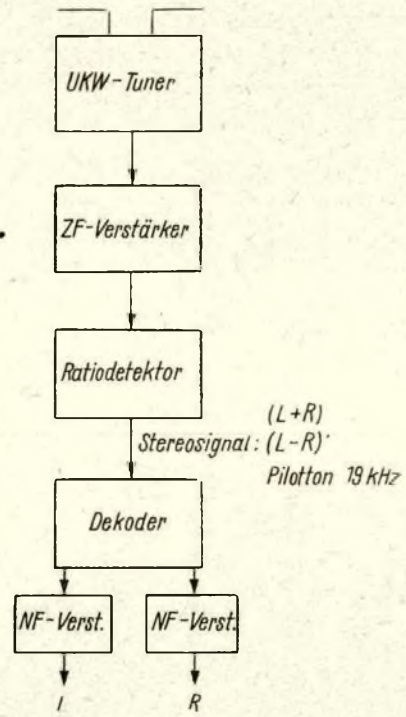 UKW-Tuner
ZF-Verstärker
Ratiodetektor
(L+R)
Stereosignal: (L-R)
Pilotton 19 kHz
Dekoder
NF-Verst. NF-Verst.
L R